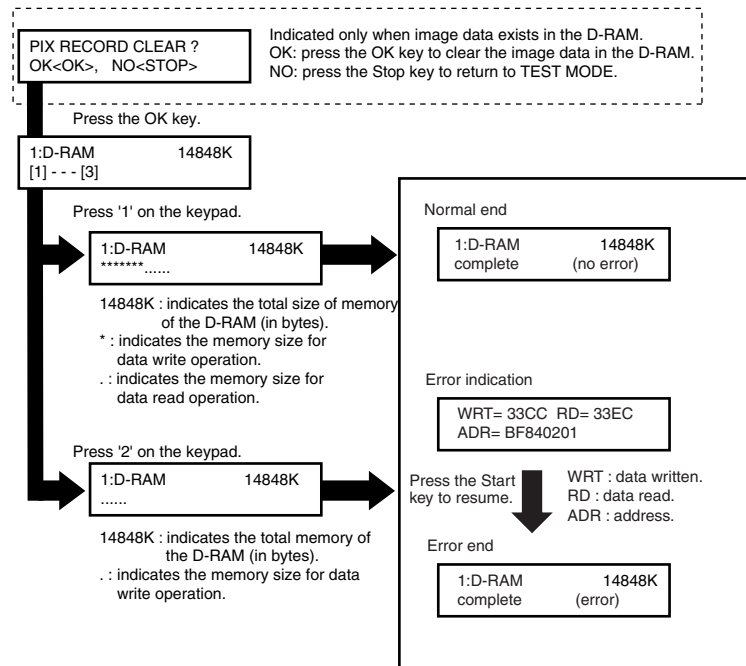 PIX RECORD CLEAR ?
OK<OK>, NO<STOP>
Indicated only when image data exists in the D-RAM.
OK: press the OK key to clear the image data in the D-RAM.
NO: press the Stop key to return to TEST MODE.
Press the OK key.
1:D-RAM 14848K
[1] - - - [3]
Press '1' on the keypad.
1:D-RAM 14848K
*******......
14848K : indicates the total size of memory
of the D-RAM (in bytes).
* : indicates the memory size for
data write operation.
. : indicates the memory size for
data read operation.
Press '2' on the keypad.
1:D-RAM 14848K
......
14848K : indicates the total memory of
the D-RAM (in bytes).
. : indicates the memory size for data
write operation.
Normal end
1:D-RAM 14848K
complete (no error)
Error indication
WRT= 33CC RD= 33EC
ADR= BF840201
Press the Start
key to resume.
WRT : data written.
RD : data read.
ADR : address.
Error end
1:D-RAM 14848K
complete (error)